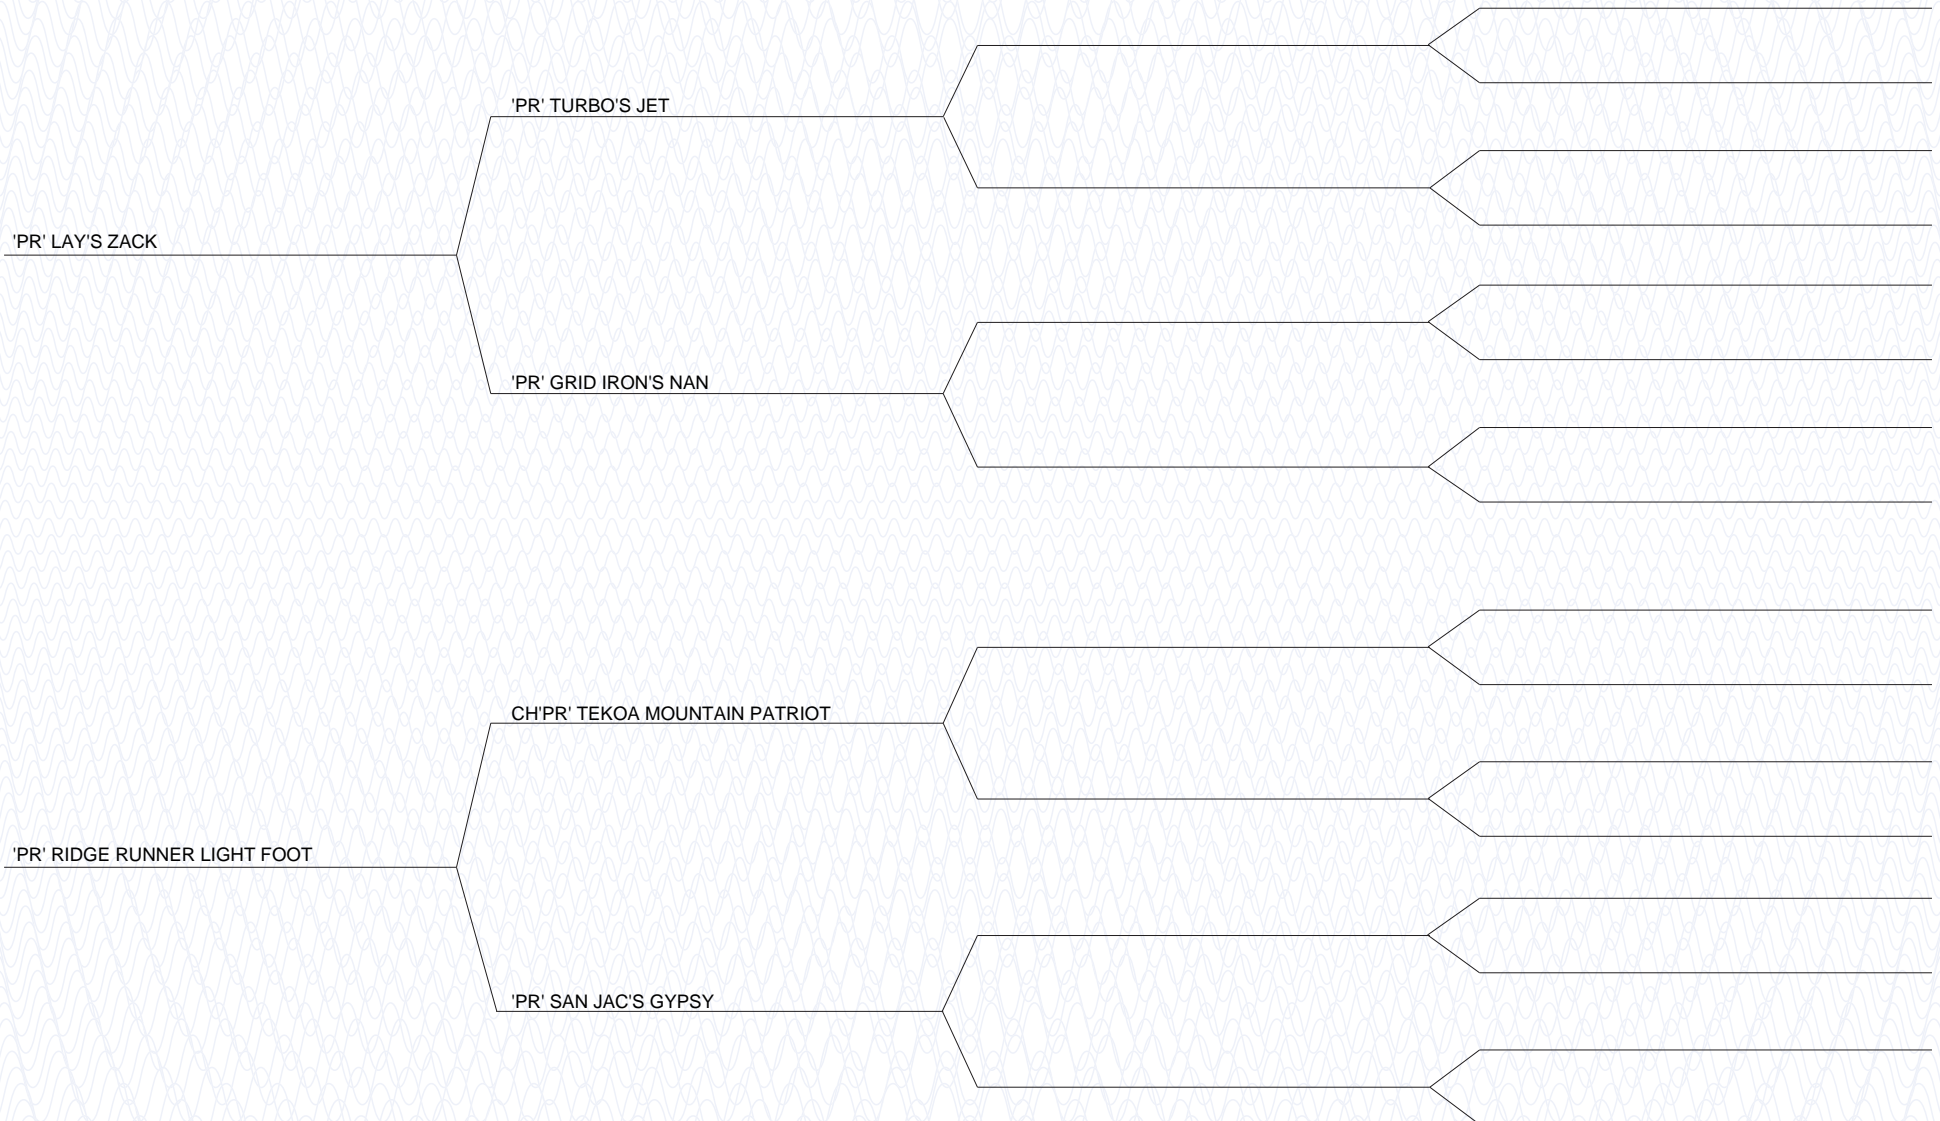 'PR' TURBO'S JET
'PR' LAY'S ZACK
'PR' GRID IRON'S NAN
CH'PR' TEKOA MOUNTAIN PATRIOT
'PR' RIDGE RUNNER LIGHT FOOT
'PR' SAN JAC'S GYPSY